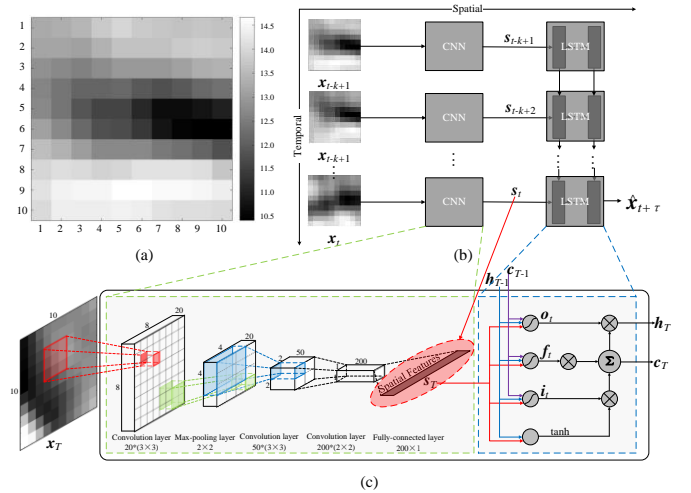 1
2
3
4
5
6
7
8
9
10
1 2 3 4 5 6 7 8 9 10
14.5
14.0
13.5
13.0
12.5
12.0
11.5
11.0
10.5
(a)
Spatial
Temporal
x_{t-k+1}
CNN
s_{t-k+1}
LSTM
x_{t-k+1}
CNN
s_{t-k+2}
LSTM
x_t
CNN
s_t
LSTM
x̂_{t+τ}
(b)
10
10
x_T
20
8
8
20
4
4
50
2
2
200
Spatial Features
s_T
Convolution layer
20*(3×3)
Max-pooling layer
2×2
Convolution layer
50*(3×3)
Convolution layer
200*(2×2)
Fully-connected layer
200×1
c_{T-1}
h_{T-1}
o_t
f_t
i_t
tanh
Σ
h_T
c_T
(c)